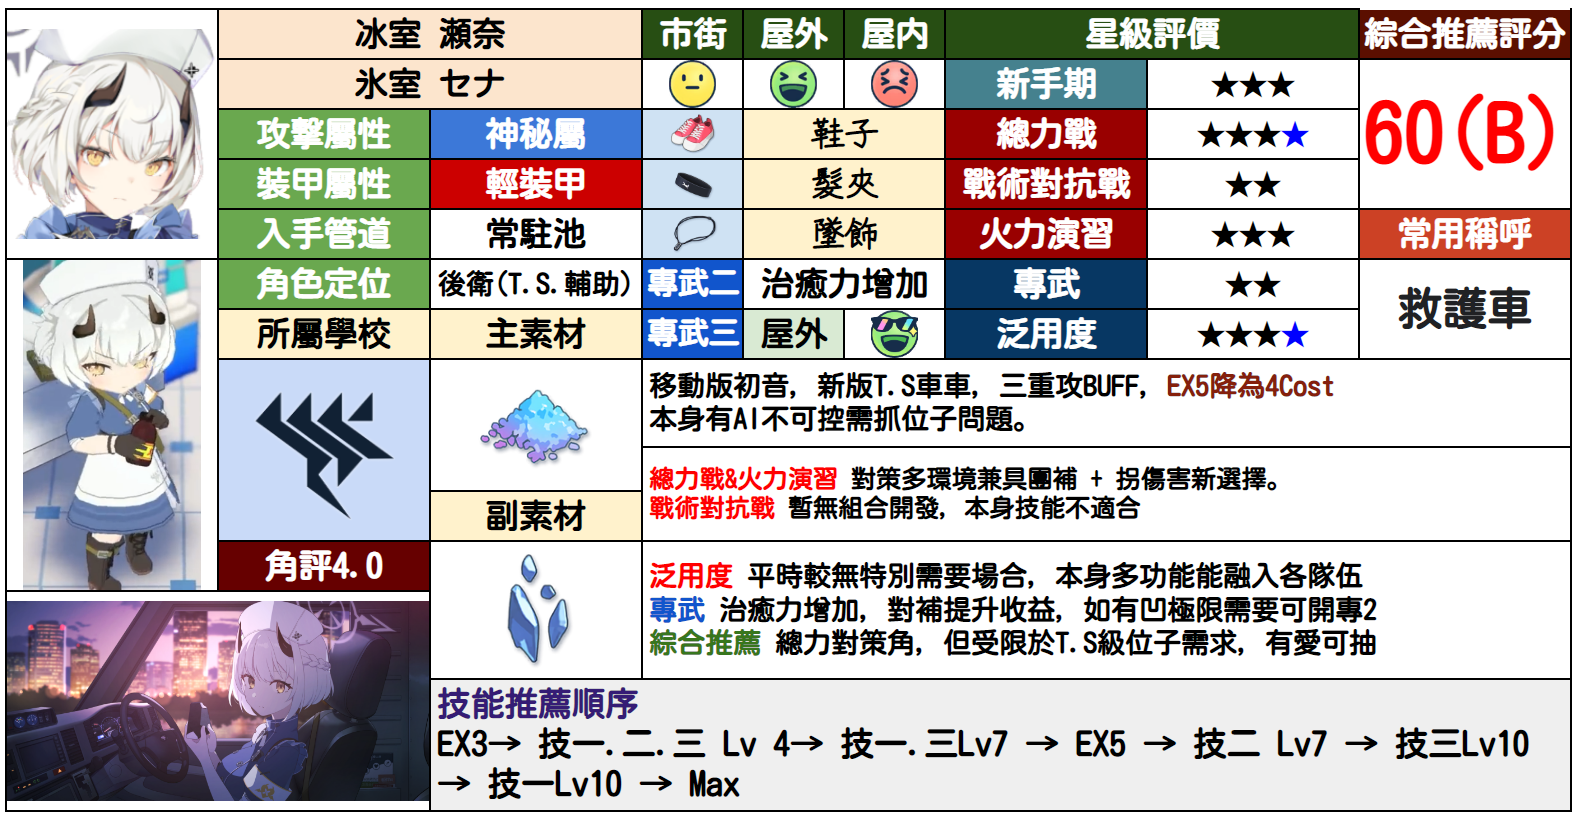 冰室 瀨奈
市街
屋外
屋内
星級評價
綜合推薦評分
氷室 セナ
新手期
★★★
60(B)
攻擊屬性
神秘屬
鞋子
總力戰
★★★★
裝甲屬性
輕裝甲
髮夾
戰術對抗戰
★★
入手管道
常駐池
墜飾
火力演習
★★★
常用稱呼
角色定位
後衛(T.S.輔助)
專武二
治癒力增加
專武
★★
救護車
所屬學校
主素材
專武三
屋外
泛用度
★★★★
移動版初音, 新版T.S車車, 三重攻BUFF, EX5降為4Cost
本身有AI不可控需抓位子問題。
總力戰&火力演習 對策多環境兼具團補 + 拐傷害新選擇。
戰術對抗戰 暫無組合開發, 本身技能不適合
副素材
角評4.0
泛用度 平時較無特別需要場合, 本身多功能能融入各隊伍
專武 治癒力增加, 對補提升收益, 如有凹極限需要可開專2
綜合推薦 總力對策角, 但受限於T.S級位子需求, 有愛可抽
技能推薦順序
EX3→ 技一.二.三 Lv 4→ 技一.三Lv7 → EX5 → 技二 Lv7 → 技三Lv10
→ 技一Lv10 → Max